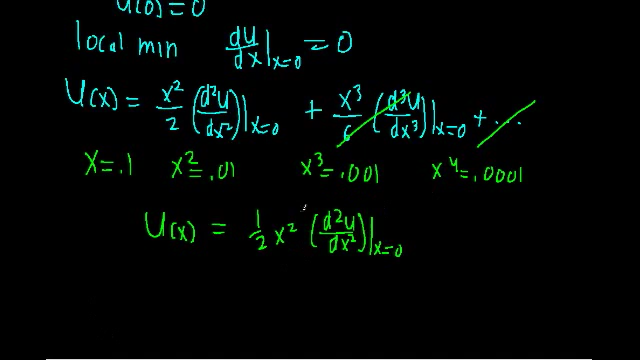 U(0)=0
local min dU/dx|x=0 = 0
U(x) = x²/2 (d²U/dx²)|x=0 + x³/6 (d³U/dx³)|x=0 + ...
x=.1 x²=.01 x³=.001 x⁴=.0001
U(x) = 1/2 x² (d²U/dx²)|x=0